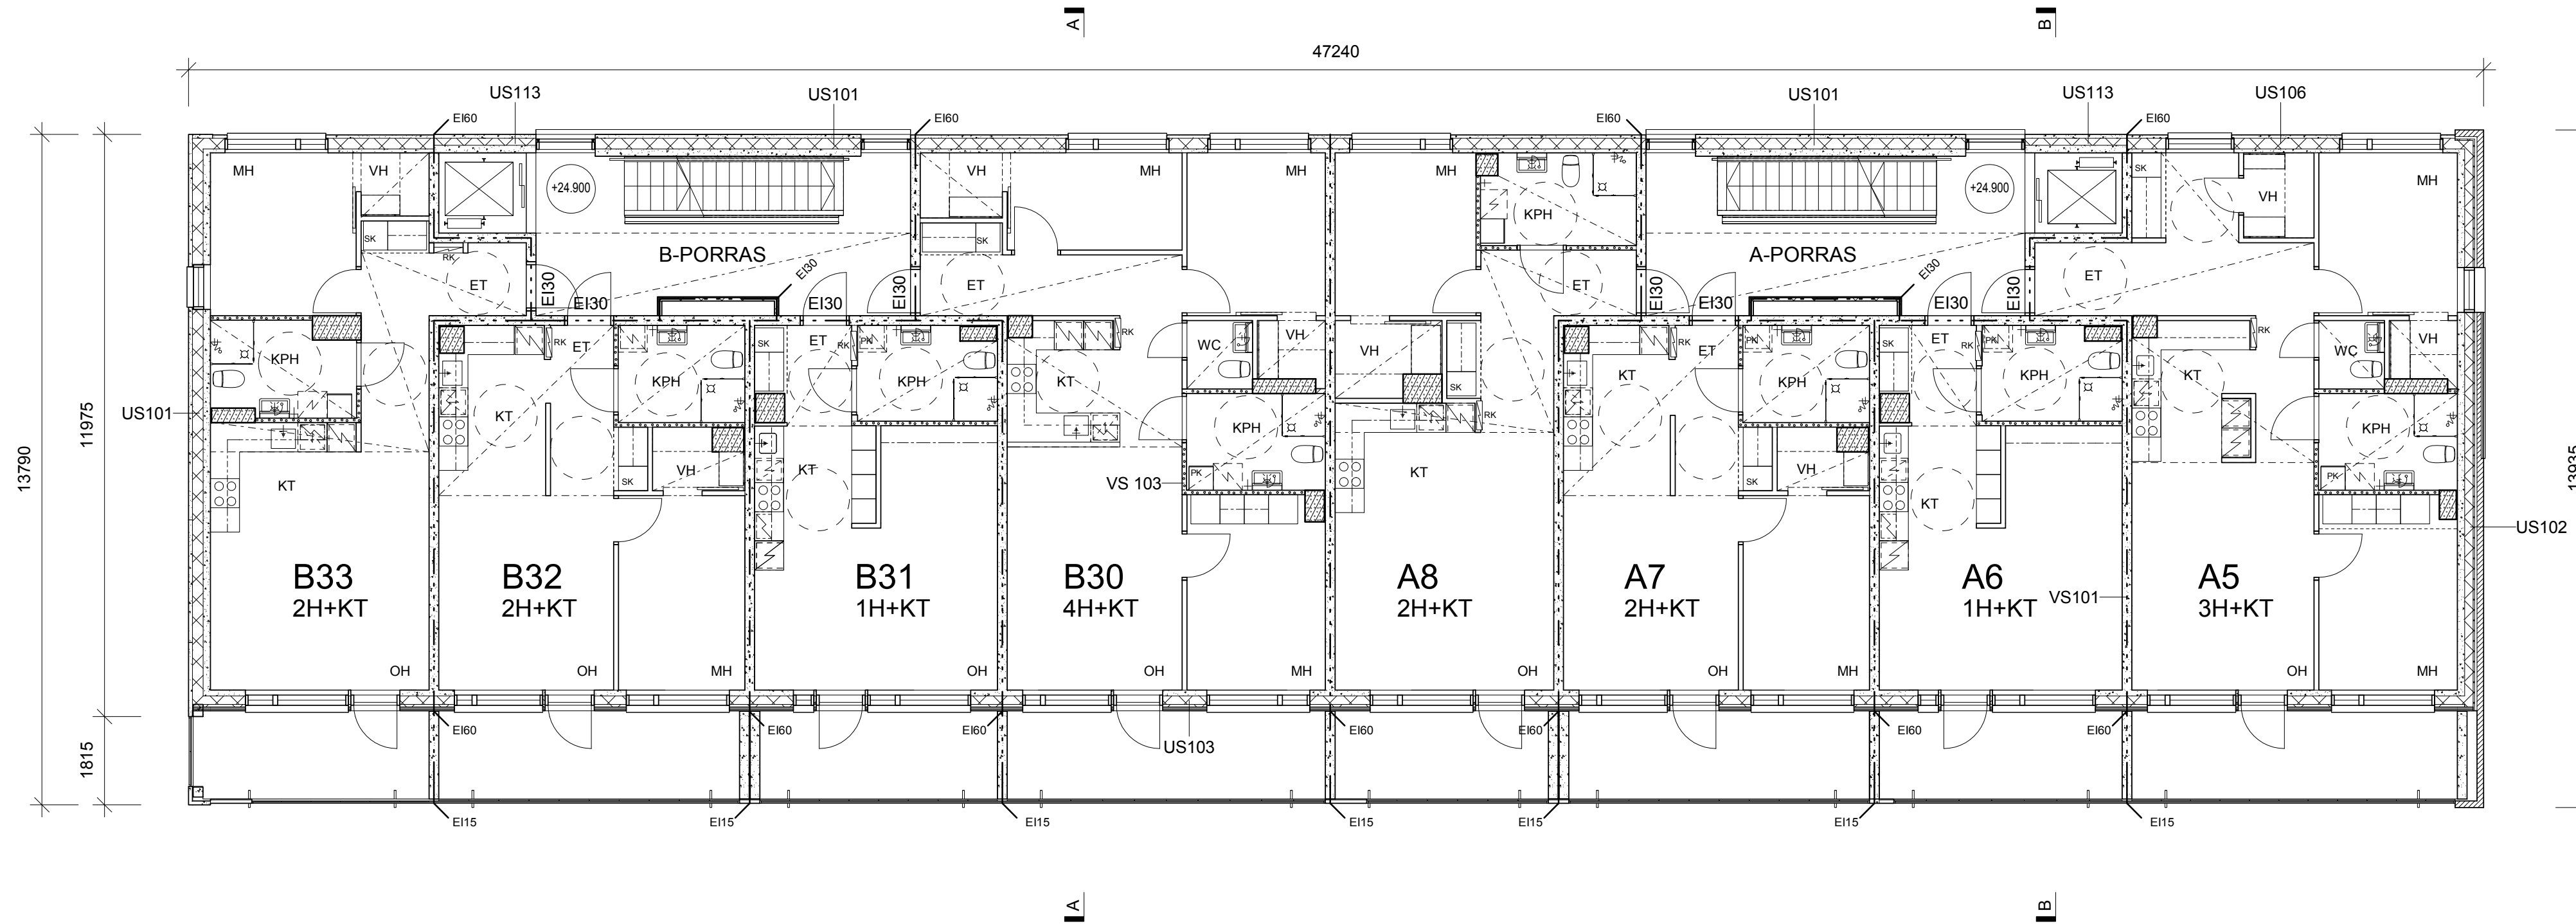 A
B
47240
US113
US101
US101
US113
US106
EI60
EI60
EI60
EI60
MH
VH
+24.900
VH
MH
MH
MH
KPH
+24.900
SK
VH
MH
SK
RK
ET
B-PORRAS
EI30
SK
ET
ET
A-PORRAS
EI30
ET
EI30
EI30
EI30
EI30
EI30
EI30
EI30
EI30
KPH
ET
RK
KPH
SK
ET
RK
PK
KPH
KT
RK
WC
VH
VH
SK
KT
RK
ET
PK
KPH
SK
ET
RK
PK
KPH
KT
RK
WC
VH
US101
KT
RK
KPH
KPH
13790
11975
13935
KT
VH
SK
KT
VS 103
PK
KT
VH
SK
KT
PK
US102
B33
2H+KT
B32
2H+KT
B31
1H+KT
B30
4H+KT
A8
2H+KT
A7
2H+KT
A6
1H+KT
VS101
A5
3H+KT
OH
OH
MH
OH
OH
MH
OH
OH
MH
OH
MH
EI60
EI60
EI60
EI60
EI60
EI60
EI60
US103
1815
EI15
EI15
EI15
EI15
EI15
EI15
EI15
A
B